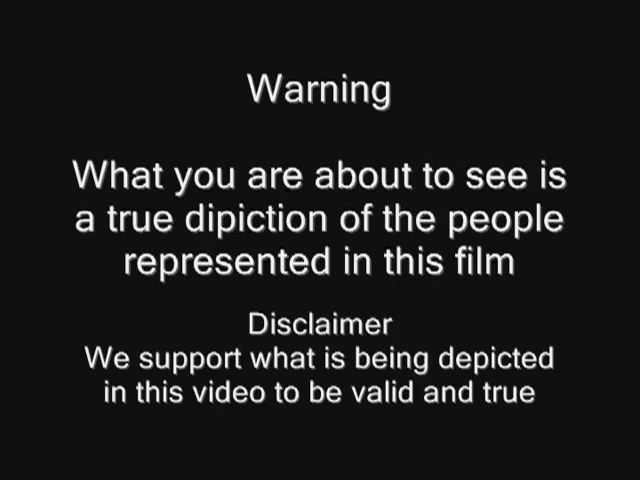 Warning
What you are about to see is
a true dipiction of the people
represented in this film
Disclaimer
We support what is being depicted
in this video to be valid and true